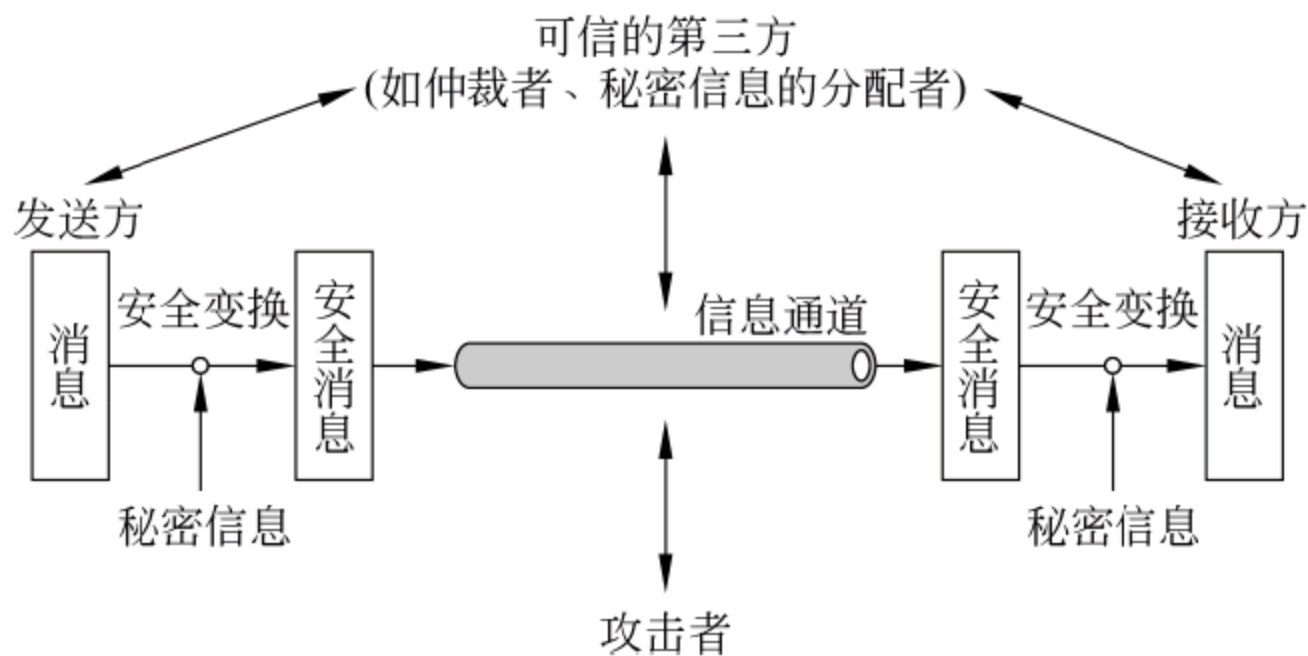 可信的第三方
(如仲裁者、秘密信息的分配者)
发送方
接收方
消息
安全变换
安全消息
信息通道
安全消息
安全变换
消息
秘密信息
秘密信息
攻击者